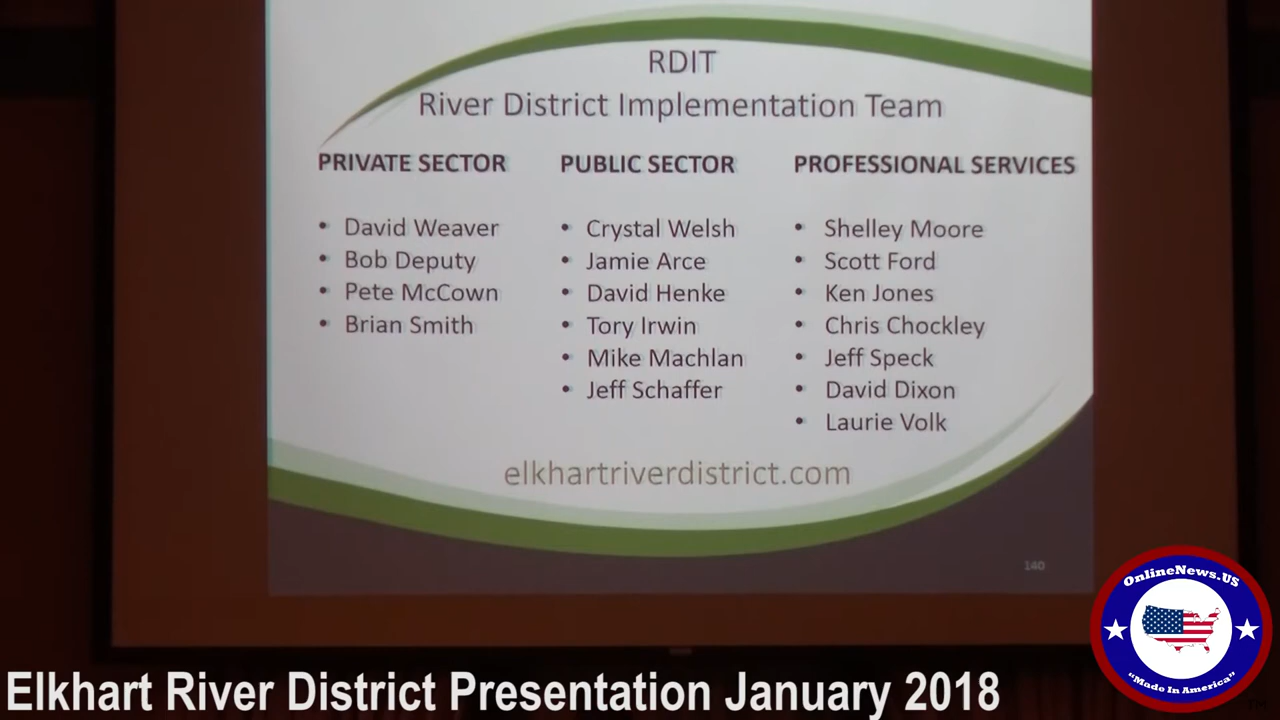 RDIT
River District Implementation Team
PRIVATE SECTOR
• David Weaver
• Bob Deputy
• Pete McCown
• Brian Smith
PUBLIC SECTOR
• Crystal Welsh
• Jamie Arce
• David Henke
• Tory Irwin
• Mike Machlan
• Jeff Schaffer
PROFESSIONAL SERVICES
• Shelley Moore
• Scott Ford
• Ken Jones
• Chris Chockley
• Jeff Speck
• David Dixon
• Laurie Volk
elkhartriverdistrict.com
140
OnlineNews.US
"Made In America"
TM
Elkhart River District Presentation January 2018